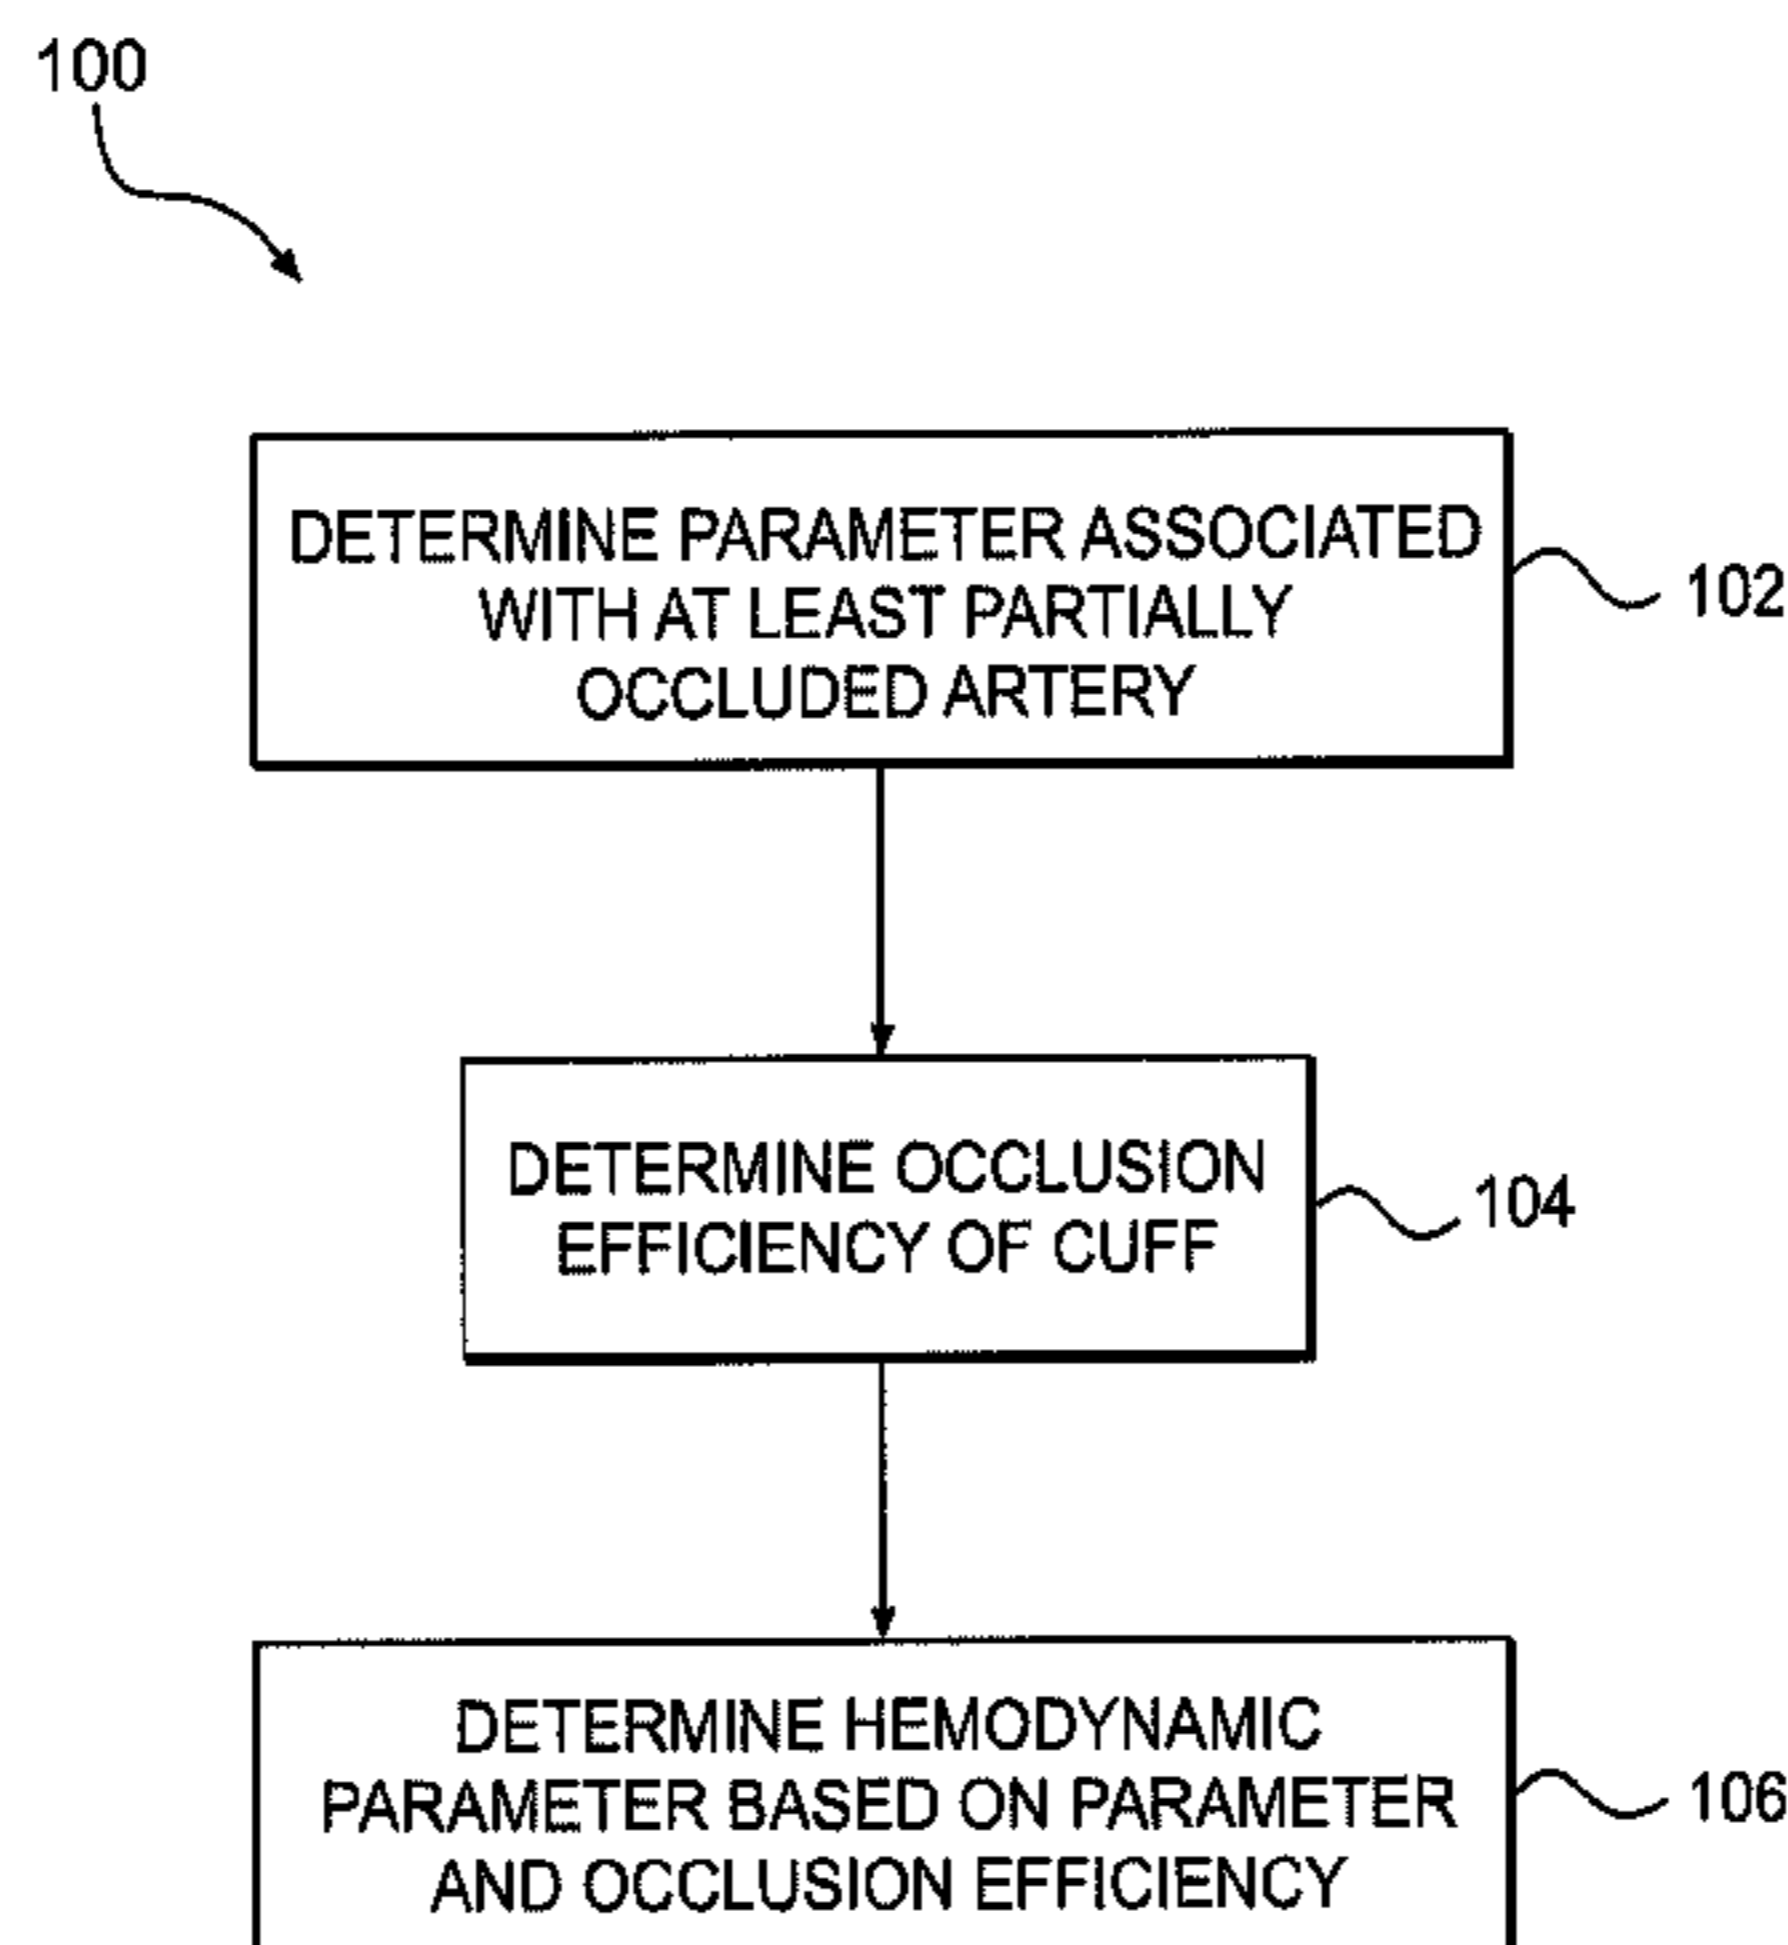 100
DETERMINE PARAMETER ASSOCIATED
WITH AT LEAST PARTIALLY
OCCLUDED ARTERY
102
DETERMINE OCCLUSION
EFFICIENCY OF CUFF
104
DETERMINE HEMODYNAMIC
PARAMETER BASED ON PARAMETER
AND OCCLUSION EFFICIENCY
106